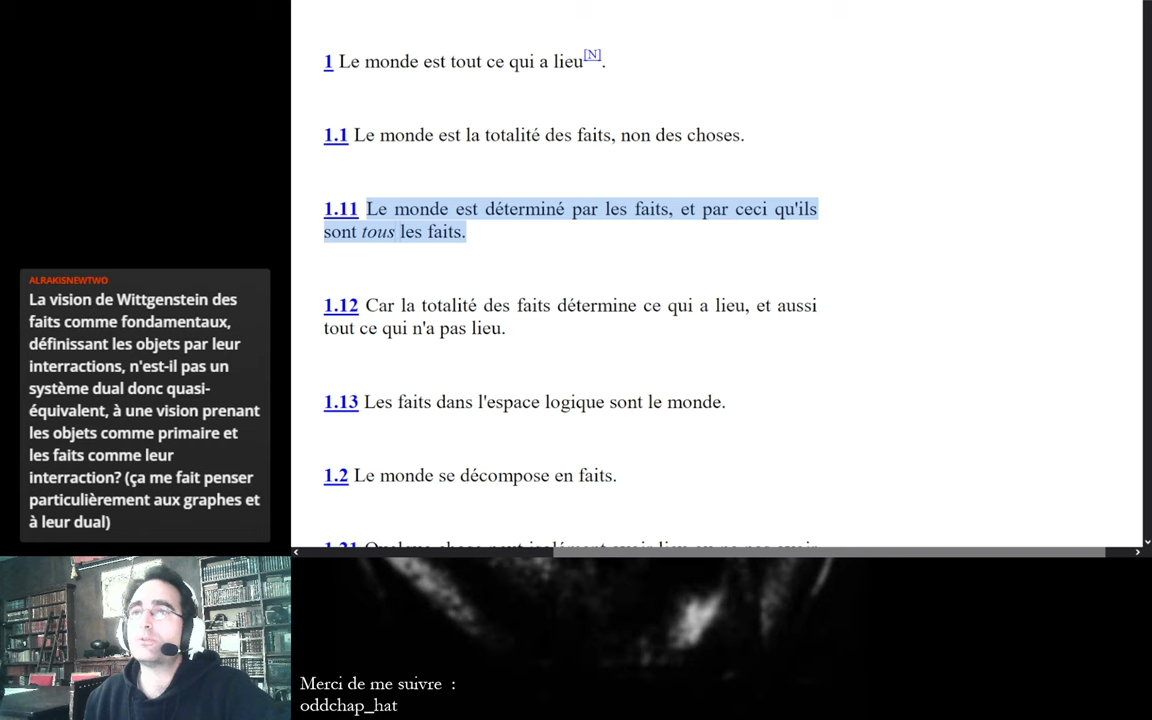 1 Le monde est tout ce qui a lieu[N].
1.1 Le monde est la totalité des faits, non des choses.
1.11 Le monde est déterminé par les faits, et par ceci qu'ils
sont tous les faits.
1.12 Car la totalité des faits détermine ce qui a lieu, et aussi
tout ce qui n'a pas lieu.
1.13 Les faits dans l'espace logique sont le monde.
1.2 Le monde se décompose en faits.
ALRAKISNEWTWO
La vision de Wittgenstein des
faits comme fondamentaux,
définissant les objets par leur
interractions, n'est-il pas un
système dual donc quasi-
équivalent, à une vision prenant
les objets comme primaire et
les faits comme leur
interraction? (ça me fait penser
particulièrement aux graphes et
à leur dual)
Merci de me suivre :
oddchap_hat